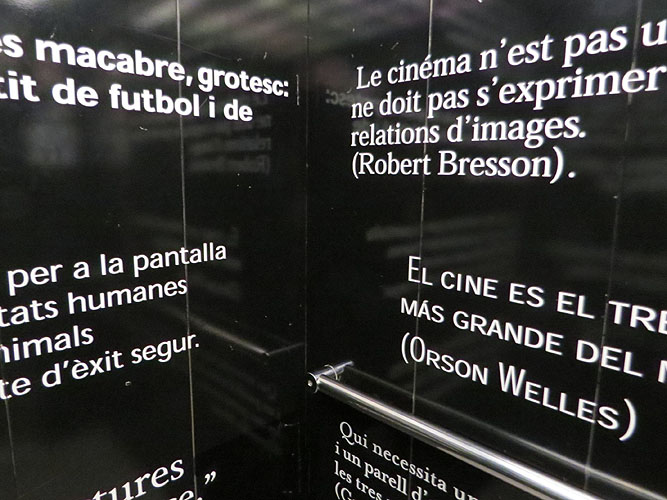 es macabre, grotesc:
tit de futbol i de
per a la pantalla
tats humanes
nimals
te d'èxit segur.
tures
e."
Le cinéma n'est pas u
ne doit pas s'exprimer
relations d'images.
(Robert Bresson).
EL CINE ES EL TRE
MÁS GRANDE DEL M
(ORSON WELLES)
Qui necessita un
i un parell d'
les tres